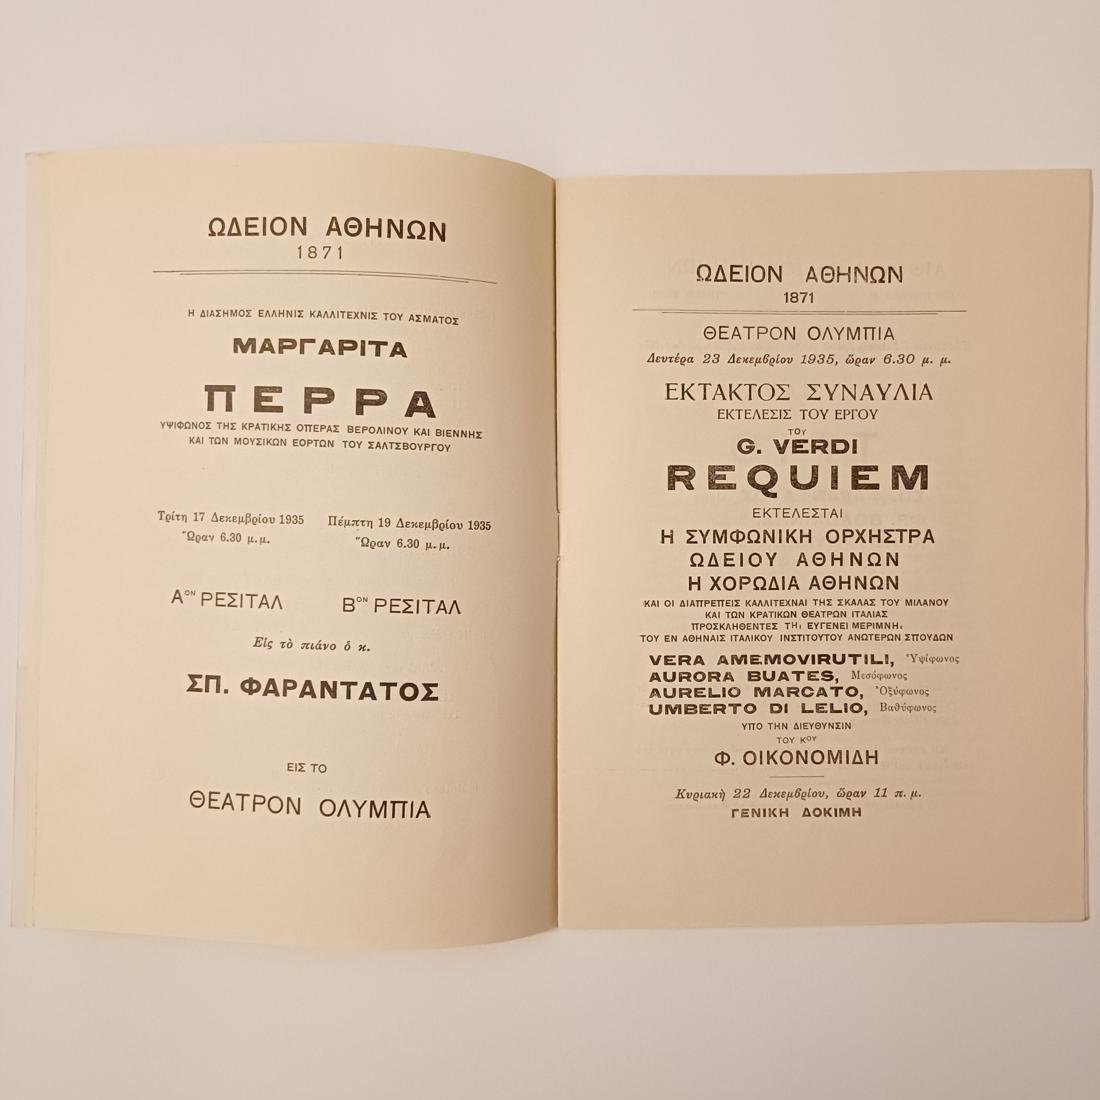 ΩΔΕΙΟΝ ΑΘΗΝΩΝ
1871
Η ΔΙΑΣΗΜΟΣ ΕΛΛΗΝΙΣ ΚΑΛΛΙΤΕΧΝΙΣ ΤΟΥ ΑΣΜΑΤΟΣ
ΜΑΡΓΑΡΙΤΑ
ΠΕΡΡΑ
ΥΨΙΦΩΝΟΣ ΤΗΣ ΚΡΑΤΙΚΗΣ ΟΠΕΡΑΣ ΒΕΡΟΛΙΝΟΥ ΚΑΙ ΒΙΕΝΝΗΣ
ΚΑΙ ΤΩΝ ΜΟΥΣΙΚΩΝ ΕΟΡΤΩΝ ΤΟΥ ΣΑΛΤΣΒΟΥΡΓΟΥ
Τρίτη 17 Δεκεμβρίου 1935 Πέμπτη 19 Δεκεμβρίου 1935
Ὥραν 6.30 μ.μ. Ὥραν 6.30 μ.μ.
Αον ΡΕΣΙΤΑΛ Βον ΡΕΣΙΤΑΛ
Εἰς τὸ πιάνο ὁ κ.
ΣΠ. ΦΑΡΑΝΤΑΤΟΣ
ΕΙΣ ΤΟ
ΘΕΑΤΡΟΝ ΟΛΥΜΠΙΑ
ΩΔΕΙΟΝ ΑΘΗΝΩΝ
1871
ΘΕΑΤΡΟΝ ΟΛΥΜΠΙΑ
Δευτέρα 23 Δεκεμβρίου 1935, ὥραν 6.30 μ. μ.
ΕΚΤΑΚΤΟΣ ΣΥΝΑΥΛΙΑ
ΕΚΤΕΛΕΣΙΣ ΤΟΥ ΕΡΓΟΥ
ΤΟΥ
G. VERDI
REQUIEM
ΕΚΤΕΛΕΣΤΑΙ
Η ΣΥΜΦΩΝΙΚΗ ΟΡΧΗΣΤΡΑ
ΩΔΕΙΟΥ ΑΘΗΝΩΝ
Η ΧΟΡΩΔΙΑ ΑΘΗΝΩΝ
ΚΑΙ ΟΙ ΔΙΑΠΡΕΠΕΙΣ ΚΑΛΛΙΤΕΧΝΑΙ ΤΗΣ ΣΚΑΛΑΣ ΤΟΥ ΜΙΛΑΝΟΥ
ΚΑΙ ΤΩΝ ΚΡΑΤΙΚΩΝ ΘΕΑΤΡΩΝ ΙΤΑΛΙΑΣ
ΠΡΟΣΚΛΗΘΕΝΤΕΣ ΤΗι ΕΥΓΕΝΕΙ ΜΕΡΙΜΝΗι
ΤΟΥ ΕΝ ΑΘΗΝΑΙΣ ΙΤΑΛΙΚΟΥ ΙΝΣΤΙΤΟΥΤΟΥ ΑΝΩΤΕΡΩΝ ΣΠΟΥΔΩΝ
VERA AMEMOVIRUTILI, Ὑψίφωνος
AURORA BUATES, Μεσόφωνος
AURELIO MARCATO, Ὀξύφωνος
UMBERTO DI LELIO, Βαθύφωνος
ΥΠΟ ΤΗΝ ΔΙΕΥΘΥΝΣΙΝ
ΤΟΥ Κου
Φ. ΟΙΚΟΝΟΜΙΔΗ
Κυριακὴ 22 Δεκεμβρίου, ὥραν 11 π. μ.
ΓΕΝΙΚΗ ΔΟΚΙΜΗ